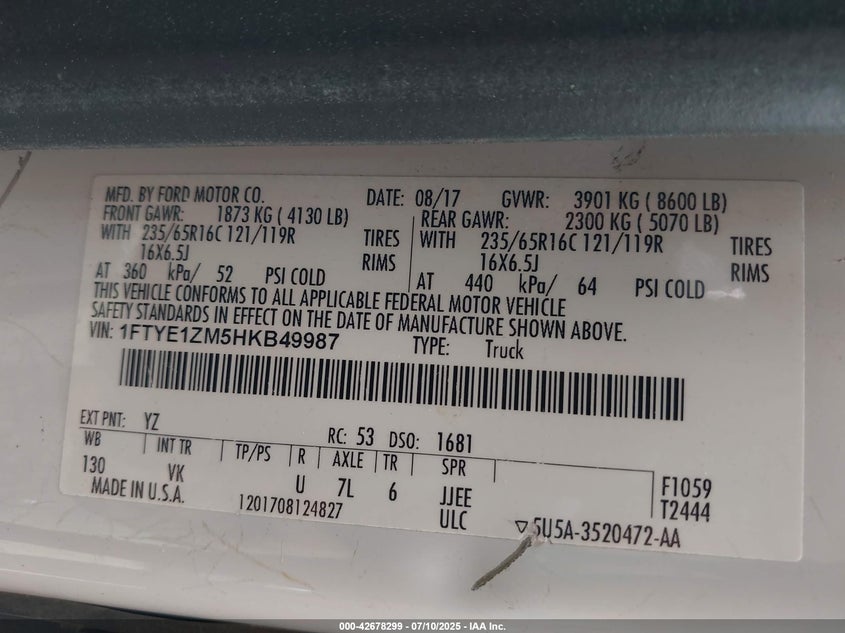 MFD. BY FORD MOTOR CO. DATE: 08/17 GVWR: 3901 KG ( 8600 LB)
FRONT GAWR: 1873 KG ( 4130 LB) REAR GAWR: 2300 KG ( 5070 LB)
WITH 235/65R16C 121/119R TIRES WITH 235/65R16C 121/119R TIRES
16X6.5J RIMS 16X6.5J RIMS
AT 360 kPa/ 52 PSI COLD AT 440 kPa/ 64 PSI COLD
THIS VEHICLE CONFORMS TO ALL APPLICABLE FEDERAL MOTOR VEHICLE
SAFETY STANDARDS IN EFFECT ON THE DATE OF MANUFACTURE SHOWN ABOVE.
VIN: 1FTYE1ZM5HKB49987 TYPE: Truck
EXT PNT: YZ RC: 53 DSO: 1681
WB INT TR TP/PS R AXLE TR SPR
130 VK U 7L 6 JJEE F1059
MADE IN U.S.A. 1201708124827 ULC T2444
▽5U5A-3520472-AA
000-42678299 - 07/10/2025 - IAA Inc.